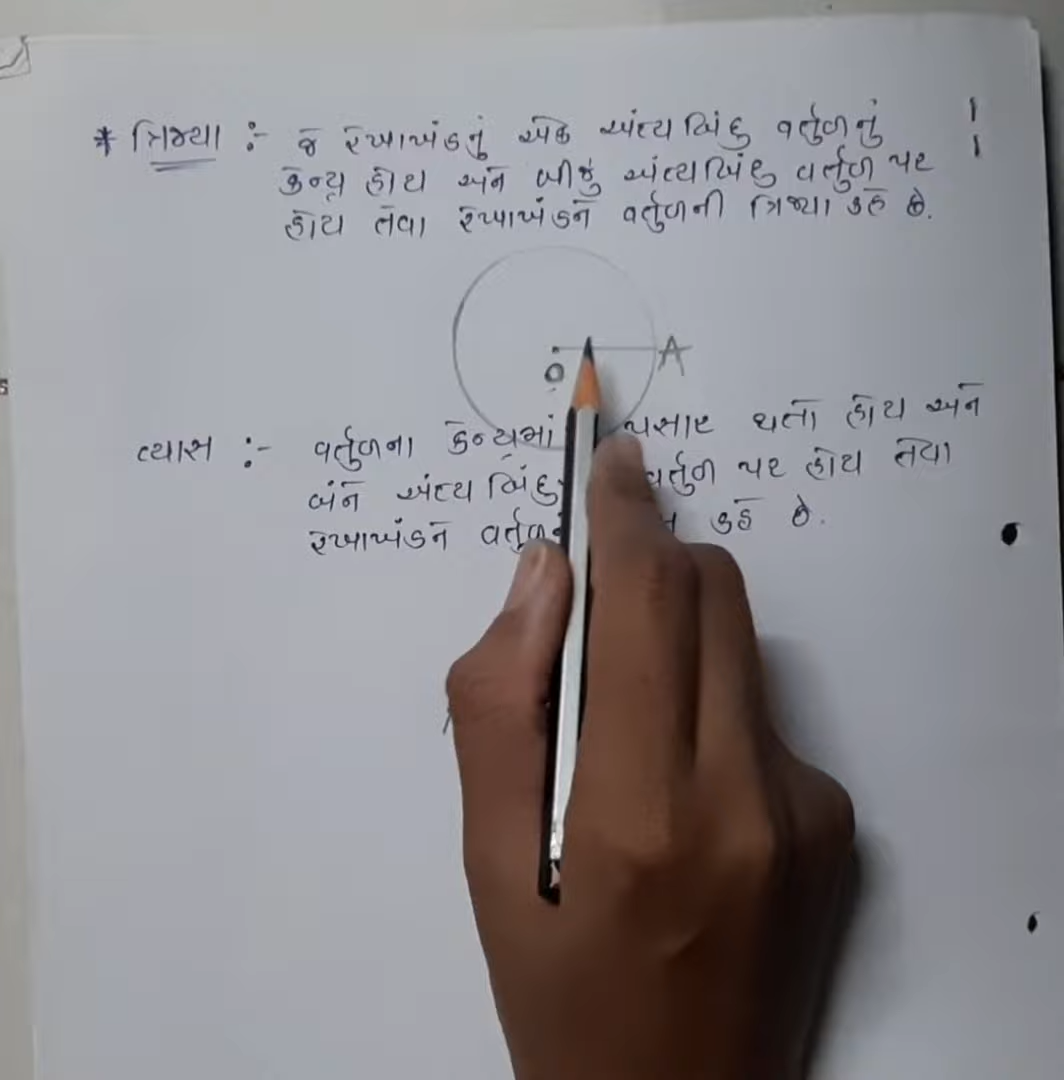 * ત્રિજ્યા :- જે રેખાખંડનું એક અંત્યબિંદુ વર્તુળનું
કેન્દ્ર હોય અને બીજું અંત્યબિંદુ વર્તુળ પર
હોય તેવા રેખાખંડને વર્તુળની ત્રિજ્યા કહે છે.
O A
વ્યાસ :- વર્તુળના કેન્દ્રમાં પસાર થતો હોય અને
બંને અંત્યબિંદુ વર્તુળ પર હોય તેવા
રેખાખંડને કહે છે.